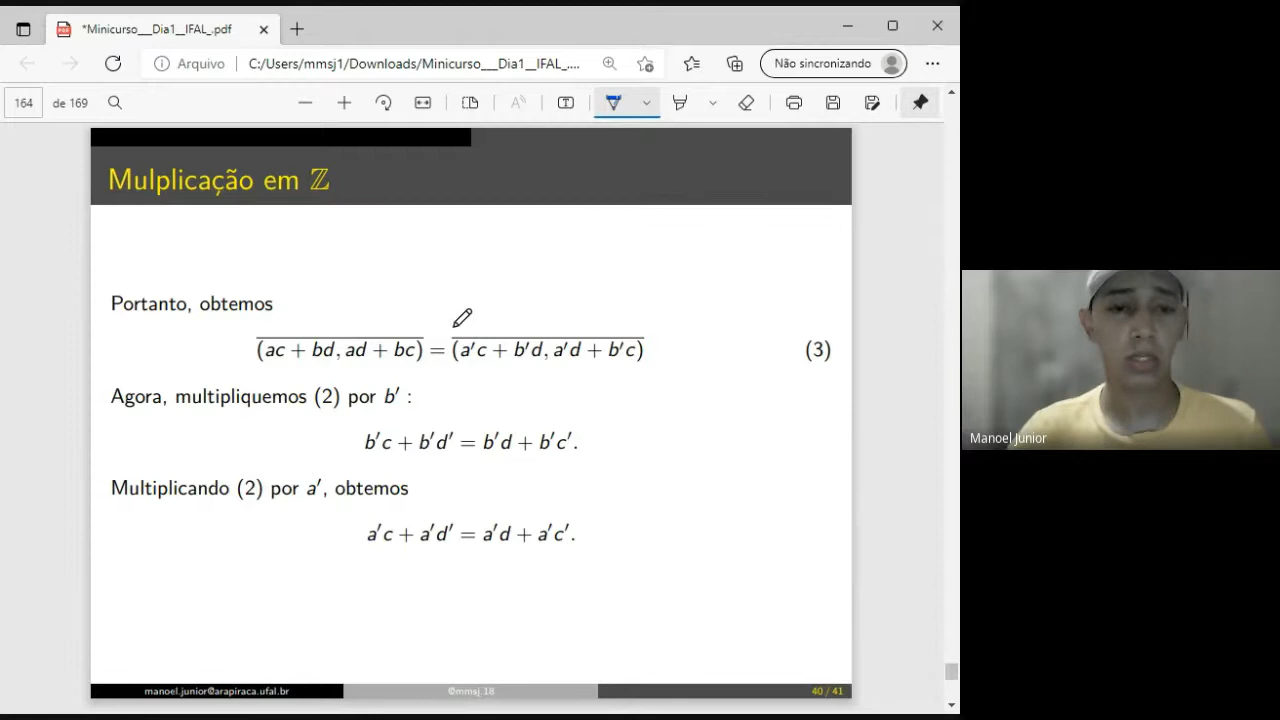 *Minicurso___Dia1__IFAL_.pdf
Arquivo
C:/Users/mmsj1/Downloads/Minicurso___Dia1__IFAL_....
Não sincronizando
164 de 169
Mulplicação em ℤ
Portanto, obtemos
(ac + bd, ad + bc) = (a′c + b′d, a′d + b′c) (3)
Agora, multipliquemos (2) por b′ :
b′c + b′d′ = b′d + b′c′.
Multiplicando (2) por a′, obtemos
a′c + a′d′ = a′d + a′c′.
manoel.junior@arapiraca.ufal.br
@mmsj.18
40 / 41
Manoel Junior